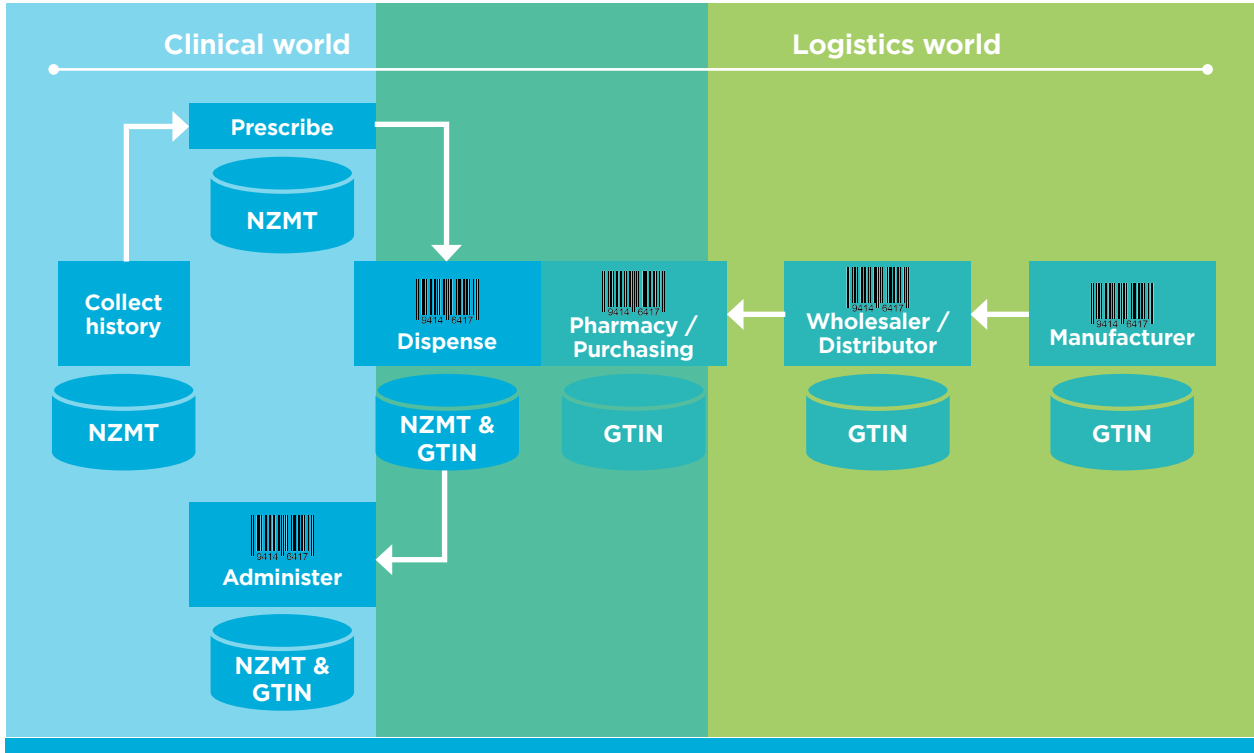 Clinical world
Logistics world
Prescribe
NZMT
Collect
history
NZMT
9414 6417
Dispense
NZMT &
GTIN
9414 6417
Pharmacy /
Purchasing
GTIN
9414 6417
Wholesaler /
Distributor
GTIN
9414 6417
Manufacturer
GTIN
9414 6417
Administer
NZMT &
GTIN